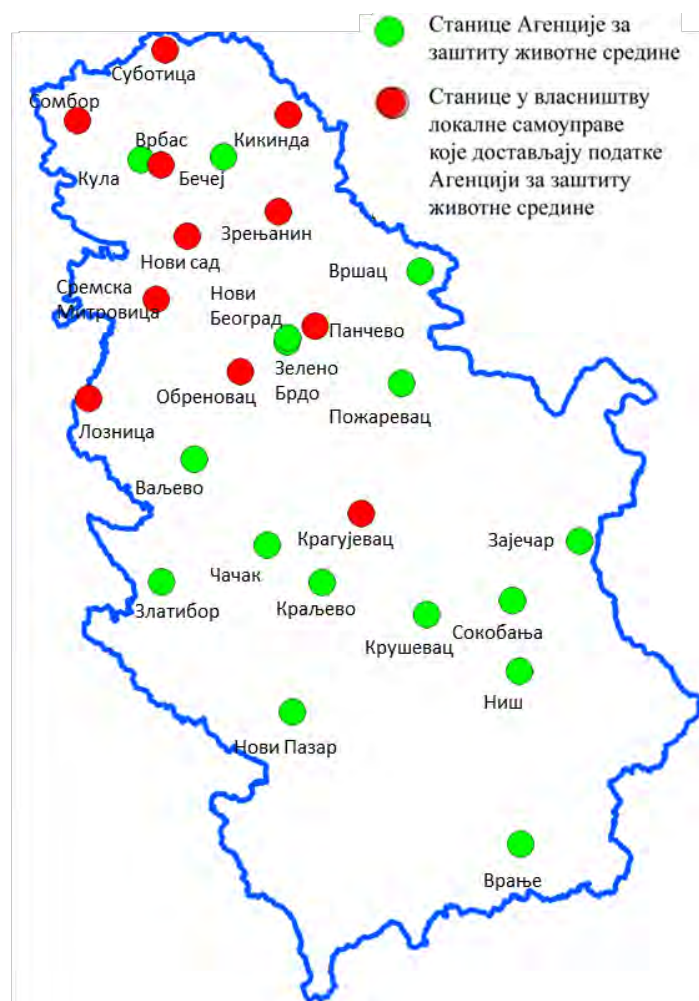 Станице Агенције за
заштиту животне средине
Станице у власништву
локалне самоуправе
које достављају податке
Агенцији за заштиту
животне средине
Суботица
Сомбор
Врбас
Кикинда
Кула
Бечеј
Зрењанин
Нови сад
Вршац
Сремска
Митровица
Нови
Београд
Панчево
Зелено
Брдо
Обреновац
Пожаревац
Лозница
Ваљево
Крагујевац
Зајечар
Чачак
Златибор
Краљево
Сокобања
Крушевац
Ниш
Нови Пазар
Врање